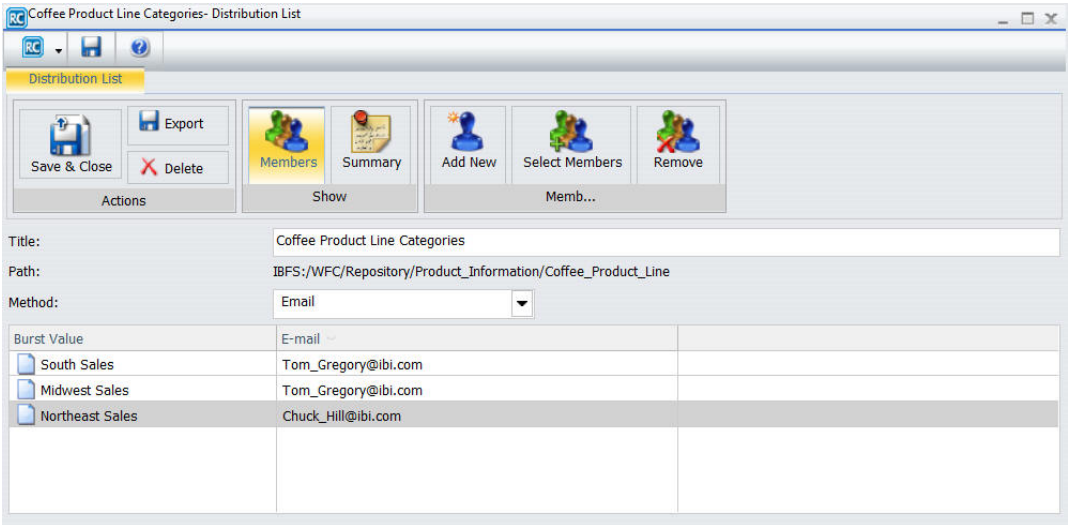 RC Coffee Product Line Categories- Distribution List
RC
Distribution List
Save & Close
Export
Delete
Actions
Members
Summary
Show
Add New
Select Members
Remove
Memb...
Title: Coffee Product Line Categories
Path: IBFS:/WFC/Repository/Product_Information/Coffee_Product_Line
Method: Email
Burst Value E-mail
South Sales Tom_Gregory@ibi.com
Midwest Sales Tom_Gregory@ibi.com
Northeast Sales Chuck_Hill@ibi.com